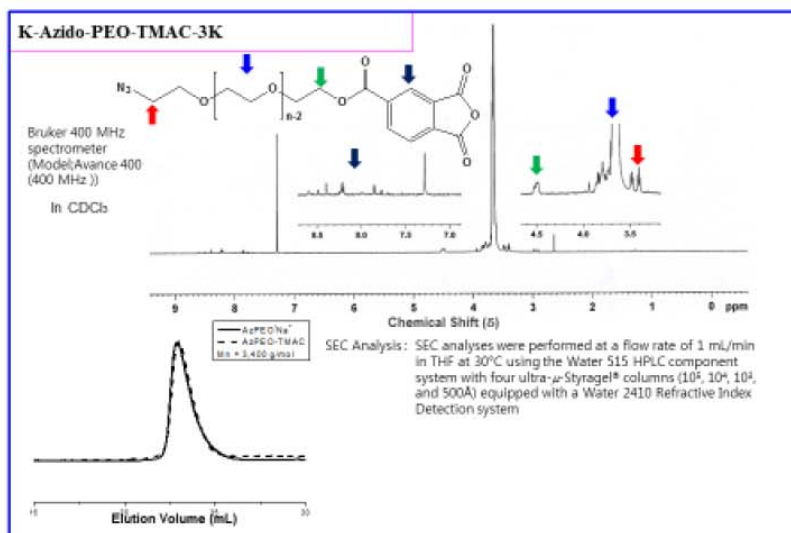 K-Azido-PEO-TMAC-3K
N₃
O
O
n-2
O
O
O
O
O
Bruker 400 MHz
spectrometer
(Model;Avance 400
(400 MHz ))
In CDCl₃
8.5 8.0 7.5 7.0
4.5 4.0 3.5
9 8 7 6 5 4 3 2 1 0 ppm
Chemical Shift (δ)
AzPEO⁻Na⁺
AzPEO-TMAC
Mn = 3,400 g/mol
SEC Analysis : SEC analyses were performed at a flow rate of 1 mL/min
in THF at 30°C using the Water 515 HPLC component
system with four ultra-μ-Styragel® columns (10⁵, 10⁴, 10³,
and 500Å) equipped with a Water 2410 Refractive Index
Detection system
15 20 25 30
Elution Volume (mL)